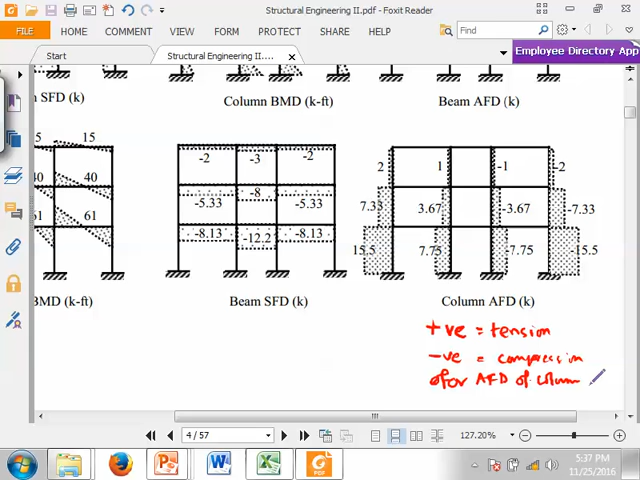 Structural Engineering II.pdf - Foxit Reader
FILE HOME COMMENT VIEW FORM PROTECT SHARE HELP Find
Start Structural Engineering II....
Employee Directory App
n SFD (k) Column BMD (k-ft) Beam AFD (k)
5 15 -2 -3 -2 2 1 -1 -2
40 40 -5.33 -8 -5.33 7.33 3.67 -3.67 -7.33
61 61 -8.13 -12.2 -8.13 15.5 7.75 -7.75 -15.5
BMD (k-ft) Beam SFD (k) Column AFD (k)
+ve = tension
-ve = compression
for AFD of column
4 / 57 127.20%
5:37 PM
11/25/2016